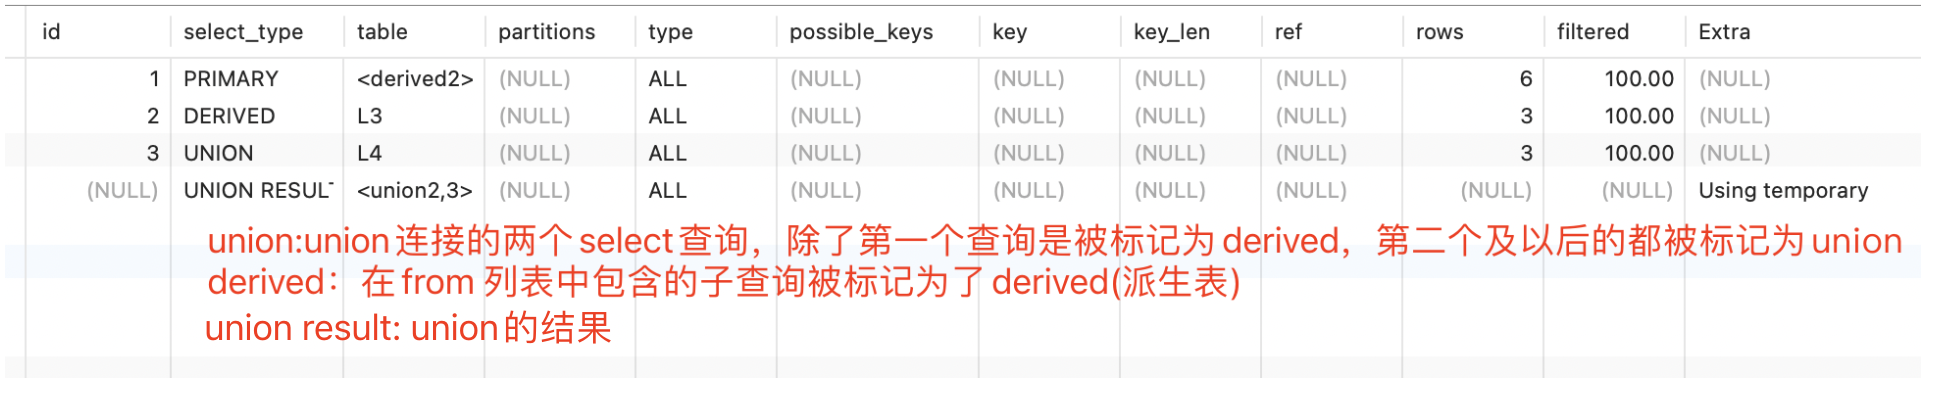 id select_type table partitions type possible_keys key key_len ref rows filtered Extra
1 PRIMARY <derived2> (NULL) ALL (NULL) (NULL) (NULL) (NULL) 6 100.00 (NULL)
2 DERIVED L3 (NULL) ALL (NULL) (NULL) (NULL) (NULL) 3 100.00 (NULL)
3 UNION L4 (NULL) ALL (NULL) (NULL) (NULL) (NULL) 3 100.00 (NULL)
(NULL) UNION RESULT <union2,3> (NULL) ALL (NULL) (NULL) (NULL) (NULL) (NULL) (NULL) Using temporary
union:union连接的两个select查询，除了第一个查询是被标记为derived，第二个及以后的都被标记为union
derived：在from 列表中包含的子查询被标记为了derived(派生表)
union result: union的结果